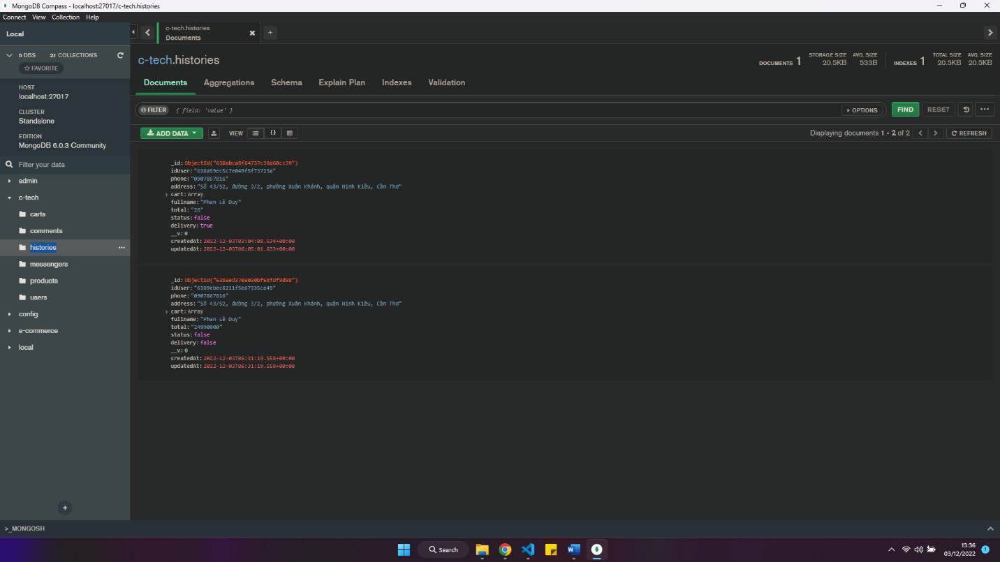 MongoDB Compass - localhost:27017/c-tech.histories
Connect View Collection Help
Local
5 DBS 21 COLLECTIONS
FAVORITE
HOST
localhost:27017
CLUSTER
Standalone
EDITION
MongoDB 6.0.3 Community
Filter your data
admin
c-tech
carts
comments
histories
messengers
products
users
config
e-commerce
local
c-tech.histories
Documents
c-tech.histories
DOCUMENTS 1 STORAGE SIZE 20.5KB AVG. SIZE 533B INDEXES 1 TOTAL SIZE 20.5KB AVG. SIZE 20.5KB
Documents Aggregations Schema Explain Plan Indexes Validation
FILTER { field: 'value' } OPTIONS FIND RESET
ADD DATA VIEW {} Displaying documents 1 - 2 of 2 REFRESH
_id: ObjectId("638abca8f84737c38d60cc39")
idUser: "638a99ec5c7e049f5f73723a"
phone: "0907867816"
address: "Số 43/52, đường 3/2, phường Xuân Khánh, quận Ninh Kiều, Cần Thơ"
cart: Array
fullname: "Phan Lê Duy"
total: "26"
status: false
delivery: true
__v: 0
createdAt: 2022-12-03T03:04:08.534+00:00
updatedAt: 2022-12-03T06:05:01.833+00:00
_id: ObjectId("638aed370a030bf68fdf9d98")
idUser: "6389ebec8211f5e67335ce49"
phone: "0907867816"
address: "Số 43/52, đường 3/2, phường Xuân Khánh, quận Ninh Kiều, Cần Thơ"
cart: Array
fullname: "Phan Lê Duy"
total: "24990000"
status: false
delivery: false
__v: 0
createdAt: 2022-12-03T06:31:19.558+00:00
updatedAt: 2022-12-03T06:31:19.558+00:00
>_MONGOSH
Search
13:36
03/12/2022
1